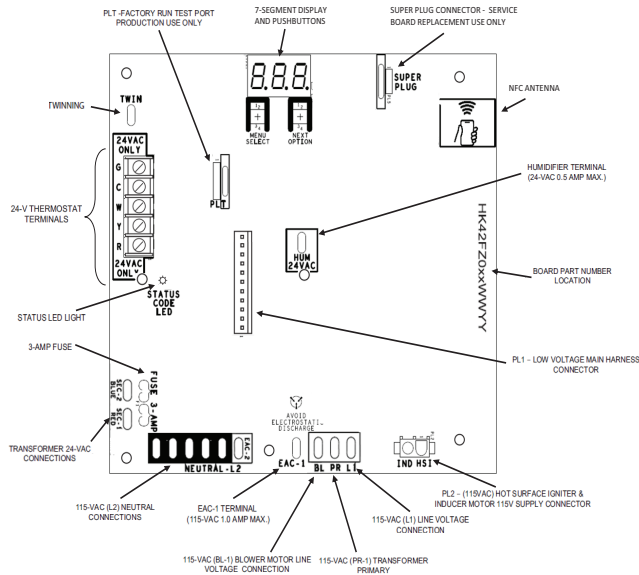 PLT -FACTORY RUN TEST PORT
PRODUCTION USE ONLY
7-SEGMENT DISPLAY
AND PUSHBUTTONS
SUPER PLUG CONNECTOR - SERVICE
BOARD REPLACEMENT USE ONLY
8.8.8.
SUPER
PLUG
PL5
NFC ANTENNA
TWINNING
TWIN
MENU
SELECT
NEXT
OPTION
24VAC
ONLY
G
C
W
Y
R
24VAC
ONLY
24-V THERMOSTAT
TERMINALS
PLT
HUMIDIFIER TERMINAL
(24-VAC 0.5 AMP MAX.)
HUM
24VAC
HK42FZ0xxWWYY
BOARD PART NUMBER
LOCATION
STATUS
CODE
LED
STATUS LED LIGHT
3-AMP FUSE
FUSE 3-AMP
SEC-2
BLUE
SEC-1
RED
PL1 – LOW VOLTAGE MAIN HARNESS
CONNECTOR
AVOID
ELECTROSTATI
DISCHARGE
TRANSFORMER 24-VAC
CONNECTIONS
NEUTRAL-L2
EAC-2
EAC-1
BL PR L1
IND HSI
PL2 – (115VAC) HOT SURFACE IGNITER &
INDUCER MOTOR 115V SUPPLY CONNECTOR
115-VAC (L2) NEUTRAL
CONNECTIONS
EAC-1 TERMINAL
(115-VAC 1.0 AMP MAX.)
115-VAC (L1) LINE VOLTAGE
CONNECTION
115-VAC (BL-1) BLOWER MOTOR LINE
VOLTAGE CONNECTION
115-VAC (PR-1) TRANSFORMER
PRIMARY